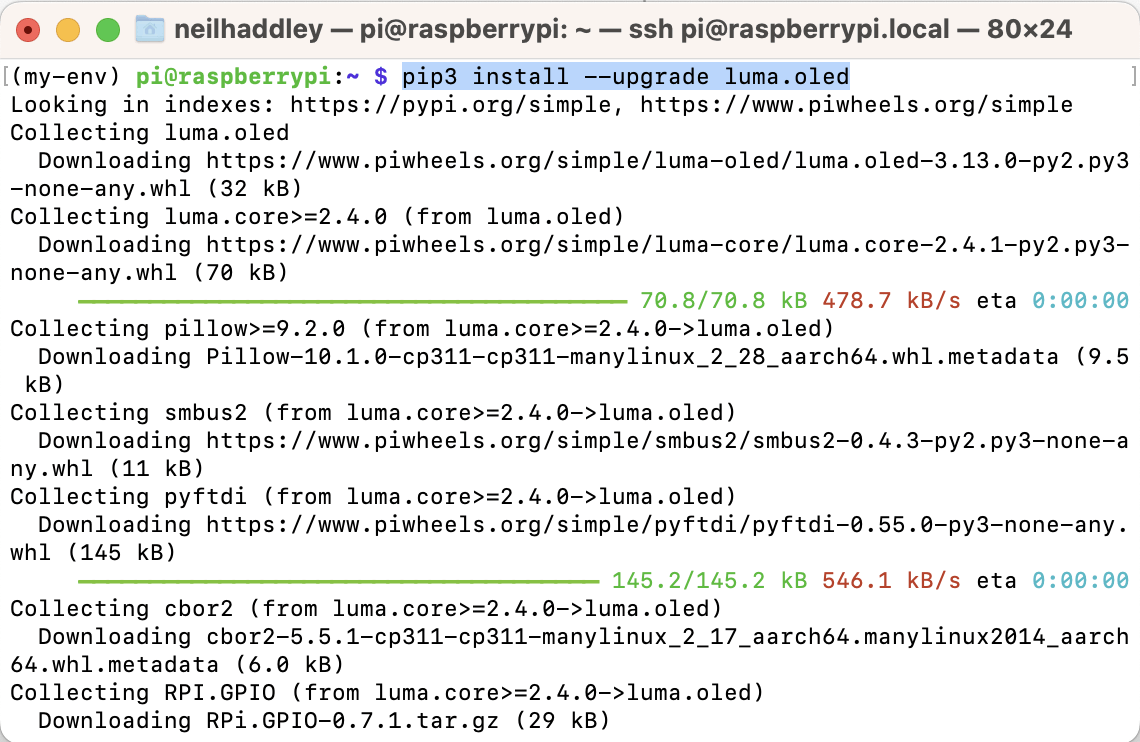 neilhaddley — pi@raspberrypi: ~ — ssh pi@raspberrypi.local — 80×24
[(my-env) pi@raspberrypi:~ $ pip3 install --upgrade luma.oled ]
Looking in indexes: https://pypi.org/simple, https://www.piwheels.org/simple
Collecting luma.oled
  Downloading https://www.piwheels.org/simple/luma-oled/luma.oled-3.13.0-py2.py3
-none-any.whl (32 kB)
Collecting luma.core>=2.4.0 (from luma.oled)
  Downloading https://www.piwheels.org/simple/luma-core/luma.core-2.4.1-py2.py3-
none-any.whl (70 kB)
70.8/70.8 kB 478.7 kB/s eta 0:00:00
Collecting pillow>=9.2.0 (from luma.core>=2.4.0->luma.oled)
  Downloading Pillow-10.1.0-cp311-cp311-manylinux_2_28_aarch64.whl.metadata (9.5
 kB)
Collecting smbus2 (from luma.core>=2.4.0->luma.oled)
  Downloading https://www.piwheels.org/simple/smbus2/smbus2-0.4.3-py2.py3-none-a
ny.whl (11 kB)
Collecting pyftdi (from luma.core>=2.4.0->luma.oled)
  Downloading https://www.piwheels.org/simple/pyftdi/pyftdi-0.55.0-py3-none-any.
whl (145 kB)
145.2/145.2 kB 546.1 kB/s eta 0:00:00
Collecting cbor2 (from luma.core>=2.4.0->luma.oled)
  Downloading cbor2-5.5.1-cp311-cp311-manylinux_2_17_aarch64.manylinux2014_aarch
64.whl.metadata (6.0 kB)
Collecting RPI.GPIO (from luma.core>=2.4.0->luma.oled)
  Downloading RPi.GPIO-0.7.1.tar.gz (29 kB)